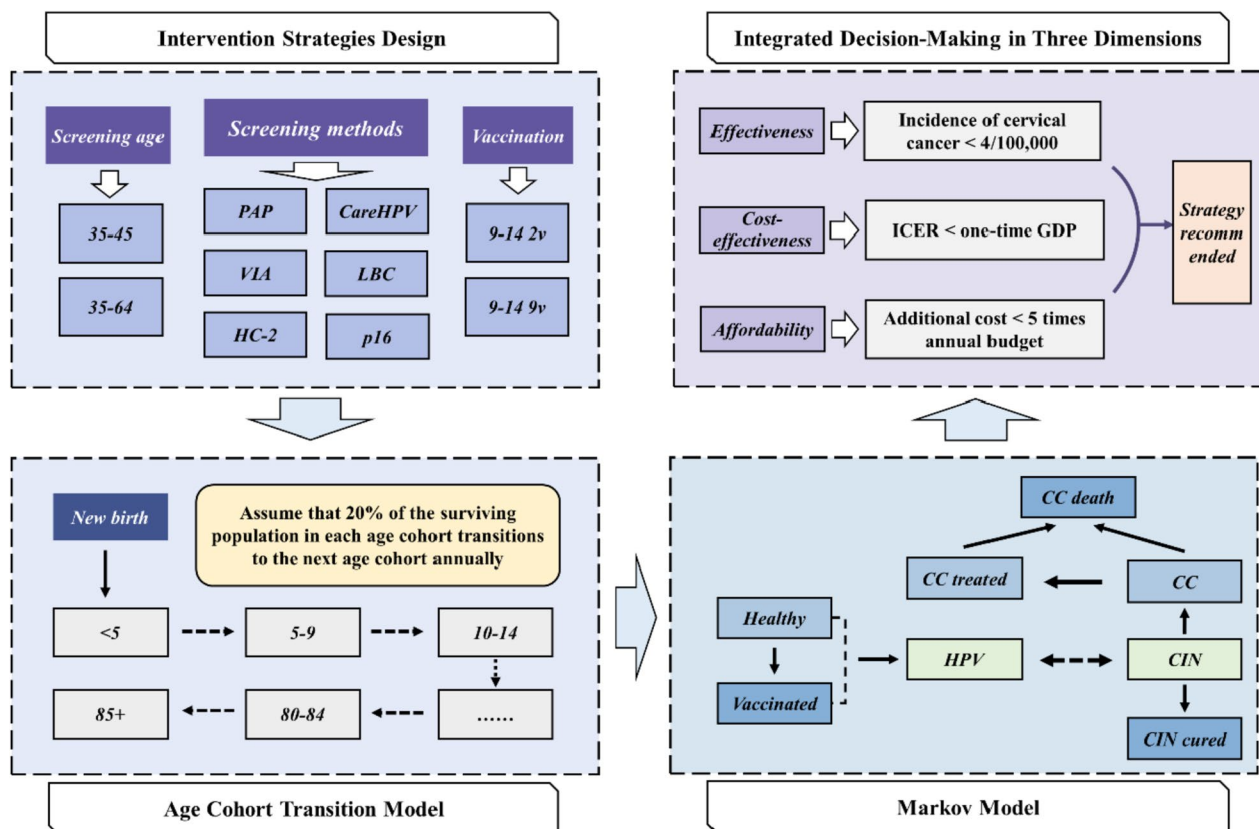 Intervention Strategies Design
Screening age
Screening methods
Vaccination
35-45
35-64
PAP
CareHPV
VIA
LBC
HC-2
p16
9-14 2v
9-14 9v
Integrated Decision-Making in Three Dimensions
Effectiveness
Incidence of cervical
cancer < 4/100,000
Cost-
effectiveness
ICER < one-time GDP
Affordability
Additional cost < 5 times
annual budget
Strategy
recomm
ended
New birth
Assume that 20% of the surviving
population in each age cohort transitions
to the next age cohort annually
<5
5-9
10-14
85+
80-84
......
Age Cohort Transition Model
CC death
CC treated
CC
Healthy
HPV
CIN
Vaccinated
CIN cured
Markov Model